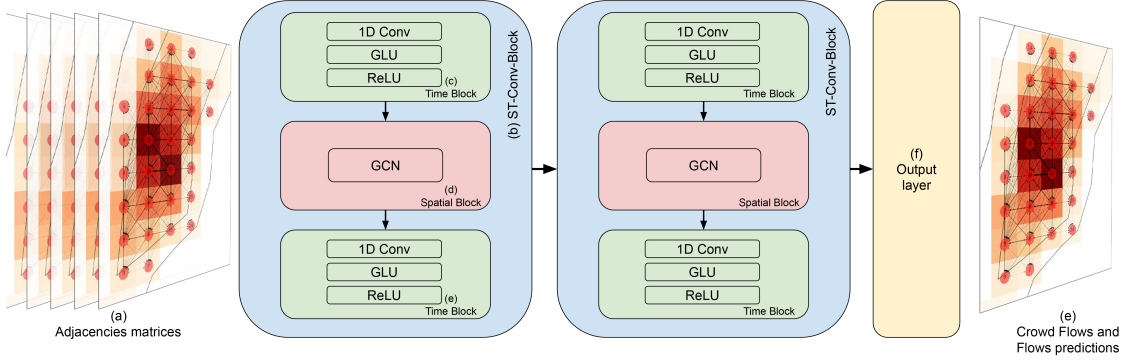 (a)
Adjacencies matrices
1D Conv
GLU
ReLU
(c)
Time Block
(b) ST-Conv-Block
GCN
(d)
Spatial Block
1D Conv
GLU
ReLU
(e)
Time Block
1D Conv
GLU
ReLU
Time Block
ST-Conv-Block
GCN
Spatial Block
1D Conv
GLU
ReLU
Time Block
(f)
Output
layer
(e)
Crowd Flows and
Flows predictions